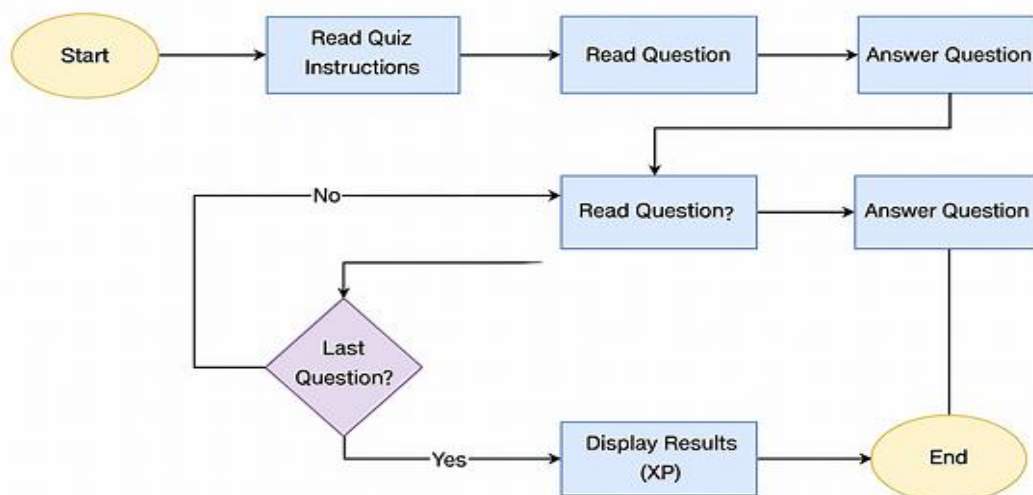 Start
Read Quiz
Instructions
Read Question
Answer Question
No
Read Question?
Answer Question
Last
Question?
Yes
Display Results
(XP)
End